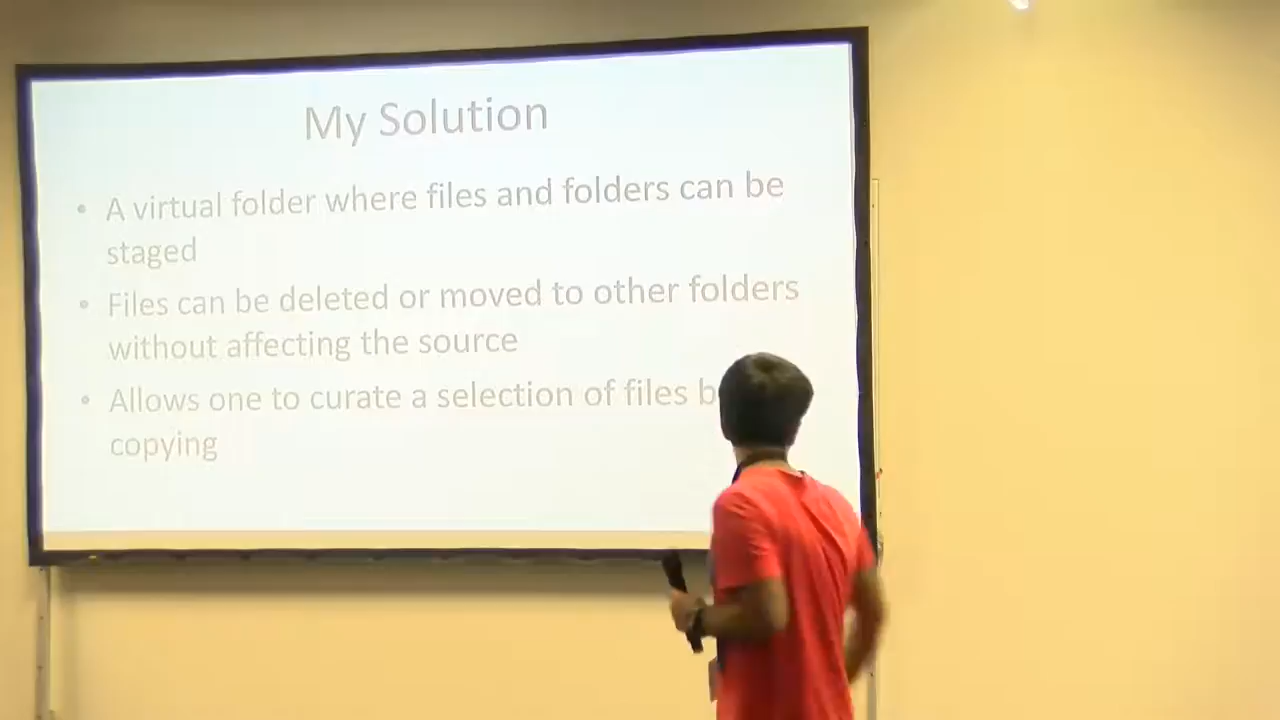 My Solution
• A virtual folder where files and folders can be
staged
• Files can be deleted or moved to other folders
without affecting the source
• Allows one to curate a selection of files
copying